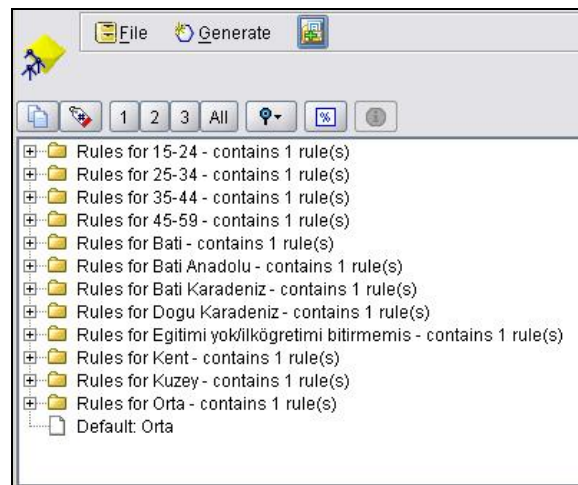 File Generate
1 2 3 All %
Rules for 15-24 - contains 1 rule(s)
Rules for 25-34 - contains 1 rule(s)
Rules for 35-44 - contains 1 rule(s)
Rules for 45-59 - contains 1 rule(s)
Rules for Bati - contains 1 rule(s)
Rules for Bati Anadolu - contains 1 rule(s)
Rules for Bati Karadeniz - contains 1 rule(s)
Rules for Dogu Karadeniz - contains 1 rule(s)
Rules for Egitimi yok/ilkögretimi bitirmemis - contains 1 rule(s)
Rules for Kent - contains 1 rule(s)
Rules for Kuzey - contains 1 rule(s)
Rules for Orta - contains 1 rule(s)
Default: Orta